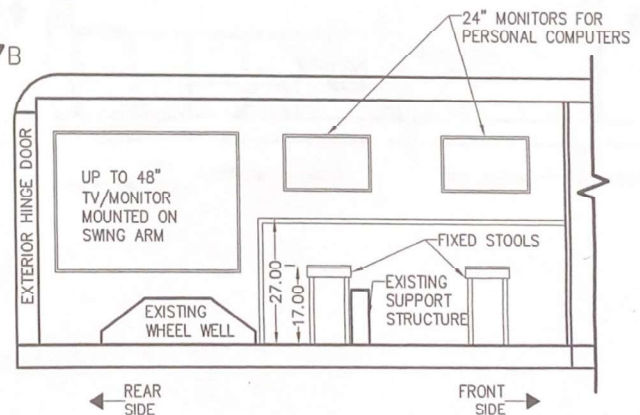 24" MONITORS FOR
PERSONAL COMPUTERS
7B
EXTERIOR HINGE DOOR
UP TO 48"
TV/MONITOR
MOUNTED ON
SWING ARM
FIXED STOOLS
27.00
17.00
EXISTING
SUPPORT
STRUCTURE
EXISTING
WHEEL WELL
REAR
SIDE
FRONT
SIDE